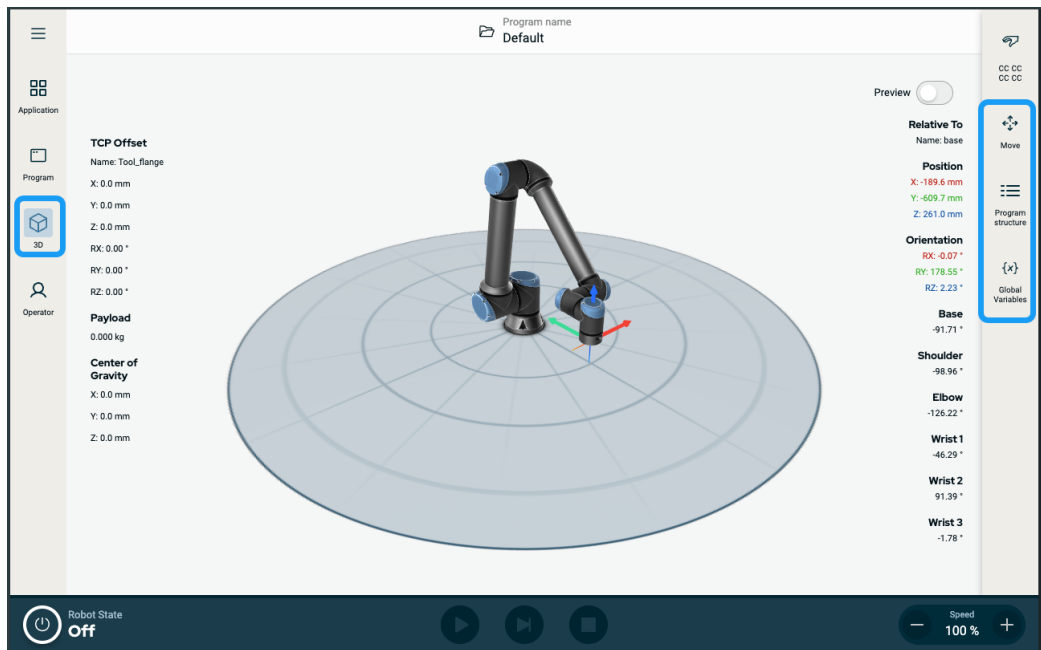 Program name
Default
CC CC
CC CC
Application
Program
3D
Operator
TCP Offset
Name: Tool_flange
X: 0.0 mm
Y: 0.0 mm
Z: 0.0 mm
RX: 0.00 °
RY: 0.00 °
RZ: 0.00 °
Payload
0.000 kg
Center of
Gravity
X: 0.0 mm
Y: 0.0 mm
Z: 0.0 mm
Preview
Relative To
Name: base
Position
X: -189.6 mm
Y: -609.7 mm
Z: 261.0 mm
Orientation
RX: -0.07 °
RY: 178.55 °
RZ: 2.23 °
Base
-91.71 °
Shoulder
-98.96 °
Elbow
-126.22 °
Wrist 1
-46.29 °
Wrist 2
91.39 °
Wrist 3
-1.78 °
Move
Program
structure
{x}
Global
Variables
Robot State
Off
Speed
100 %